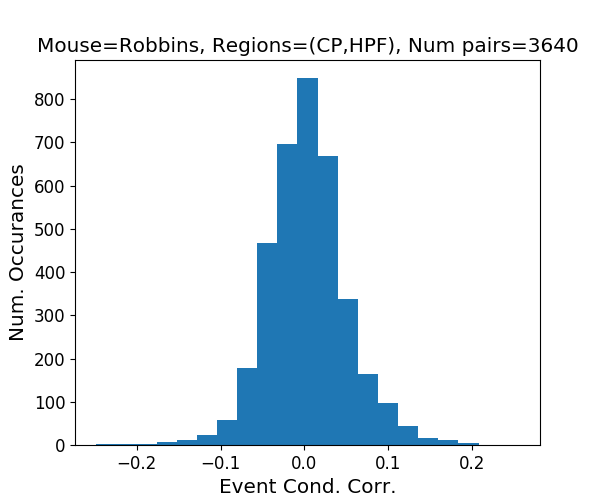 Mouse=Robbins, Regions=(CP,HPF), Num pairs=3640
Num. Occurances
800
700
600
500
400
300
200
100
0
−0.2 −0.1 0.0 0.1 0.2
Event Cond. Corr.